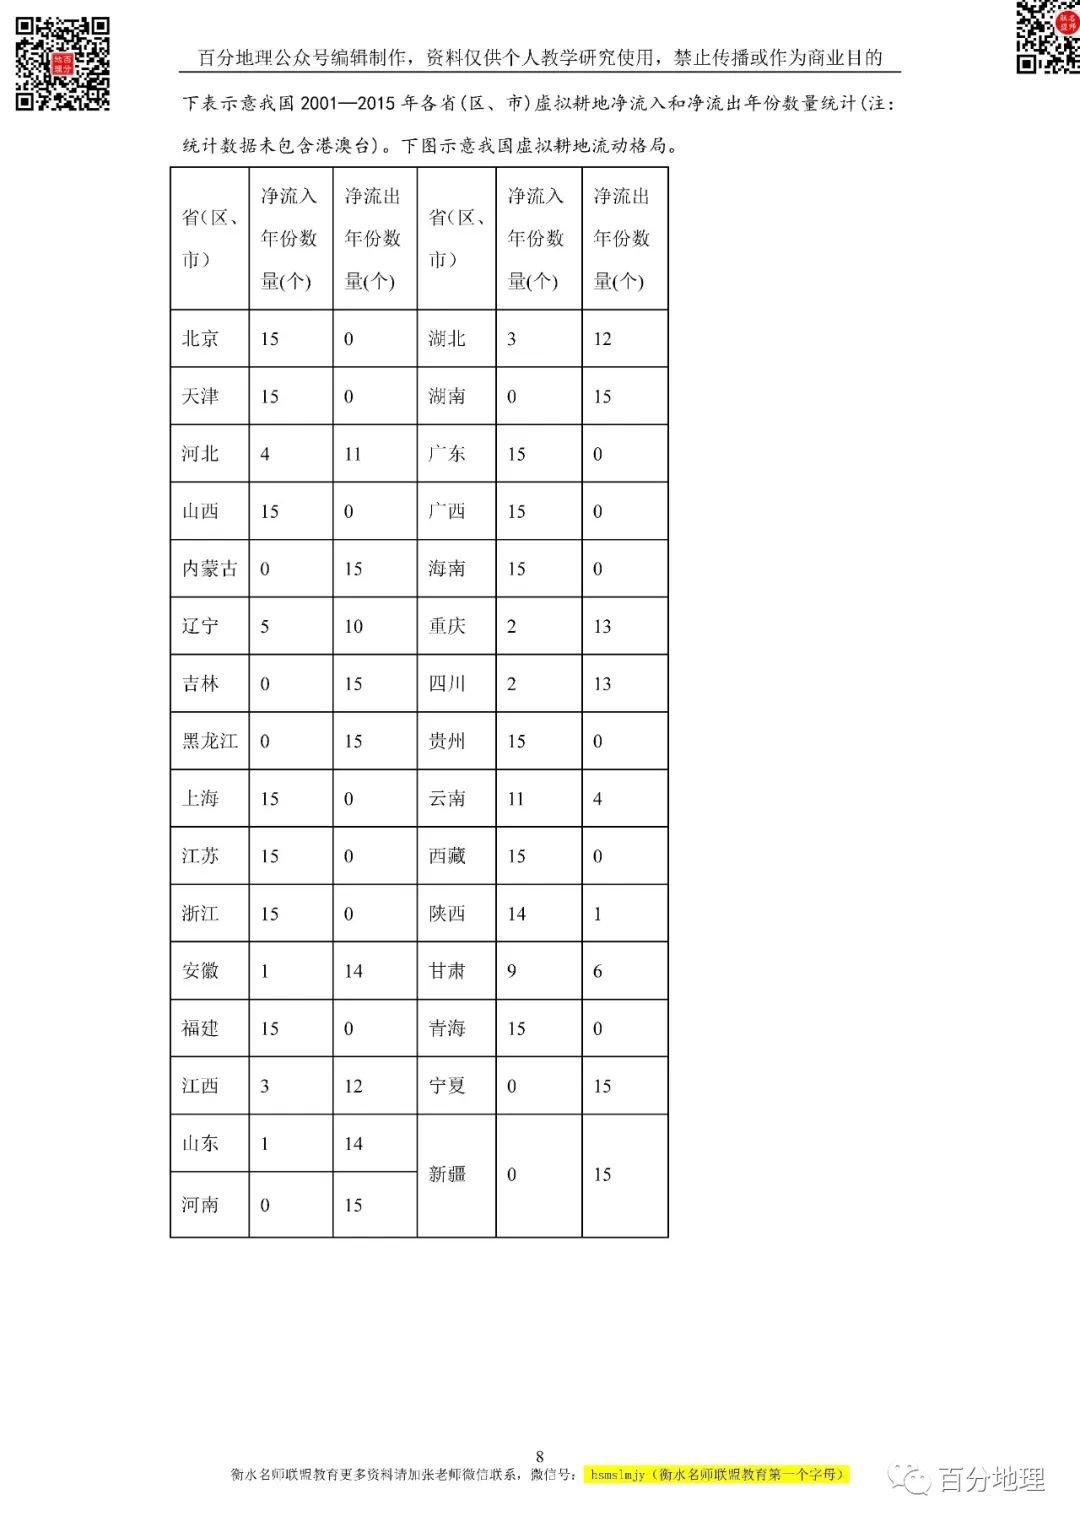 百分地理公众号编辑制作，资料仅供个人教学研究使用，禁止传播或作为商业目的
下表示意我国 2001—2015 年各省(区、市)虚拟耕地净流入和净流出年份数量统计(注：
统计数据未包含港澳台)。下图示意我国虚拟耕地流动格局。
省（区、市） 净流入年份数量(个) 净流出年份数量(个) 省（区、市） 净流入年份数量(个) 净流出年份数量(个)
北京 15 0 湖北 3 12
天津 15 0 湖南 0 15
河北 4 11 广东 15 0
山西 15 0 广西 15 0
内蒙古 0 15 海南 15 0
辽宁 5 10 重庆 2 13
吉林 0 15 四川 2 13
黑龙江 0 15 贵州 15 0
上海 15 0 云南 11 4
江苏 15 0 西藏 15 0
浙江 15 0 陕西 14 1
安徽 1 14 甘肃 9 6
福建 15 0 青海 15 0
江西 3 12 宁夏 0 15
山东 1 14 新疆 0 15
河南 0 15
8
衡水名师联盟教育更多资料请加张老师微信联系，微信号： hsmslmjy（衡水名师联盟教育第一个字母）
百分地理